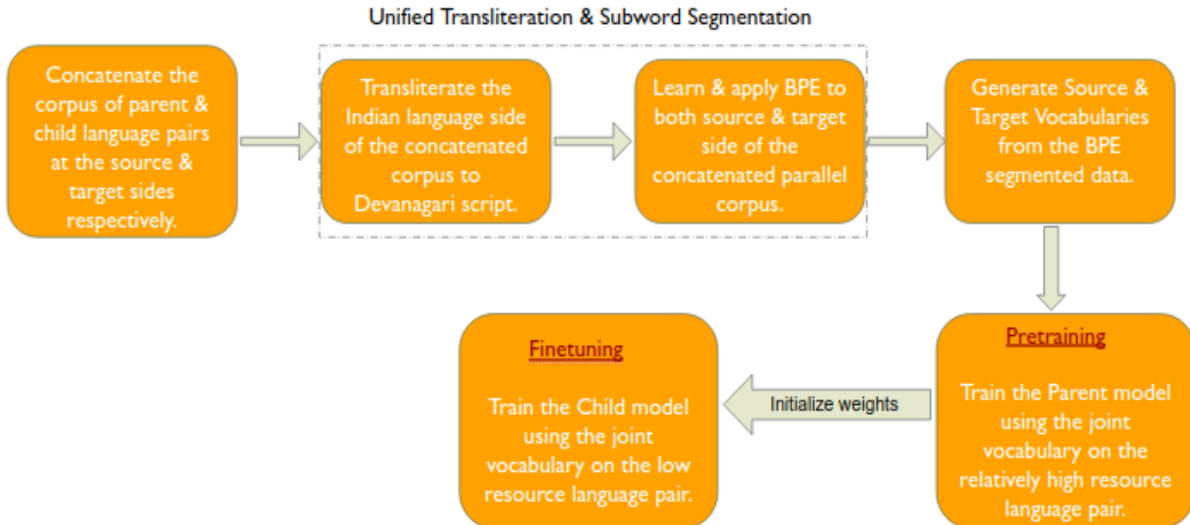 Unified Transliteration & Subword Segmentation
Concatenate the
corpus of parent &
child language pairs
at the source &
target sides
respectively.
Transliterate the
Indian language side
of the concatenated
corpus to
Devanagari script.
Learn & apply BPE to
both source & target
side of the
concatenated parallel
corpus.
Generate Source &
Target Vocabularies
from the BPE
segmented data.
Pretraining
Train the Parent model
using the joint
vocabulary on the
relatively high resource
language pair.
Initialize weights
Finetuning
Train the Child model
using the joint
vocabulary on the low
resource language pair.